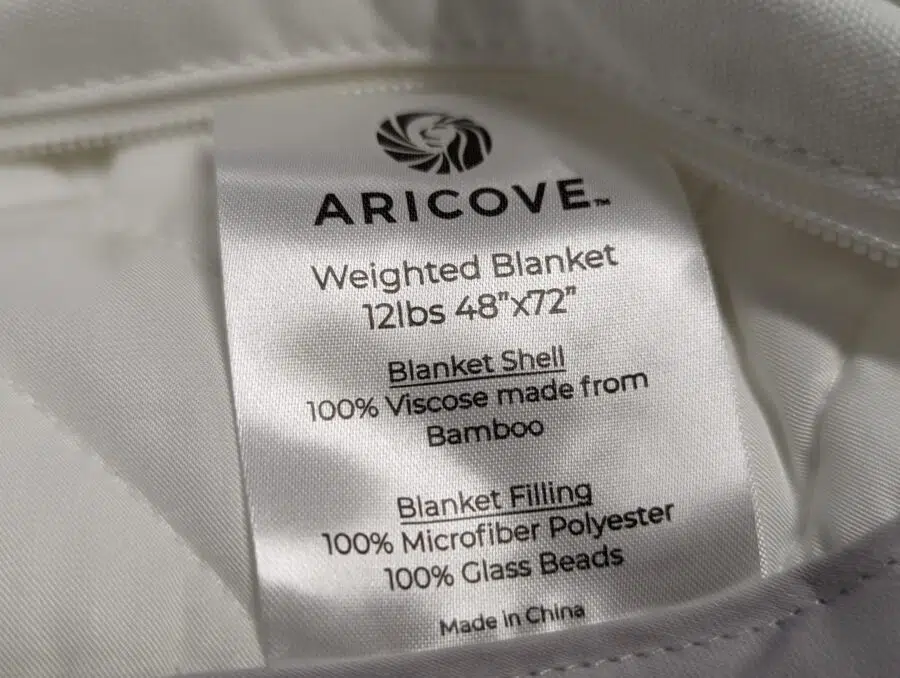 ARICOVE™
Weighted Blanket
12lbs 48"x72"
Blanket Shell
100% Viscose made from
Bamboo
Blanket Filling
100% Microfiber Polyester
100% Glass Beads
Made in China